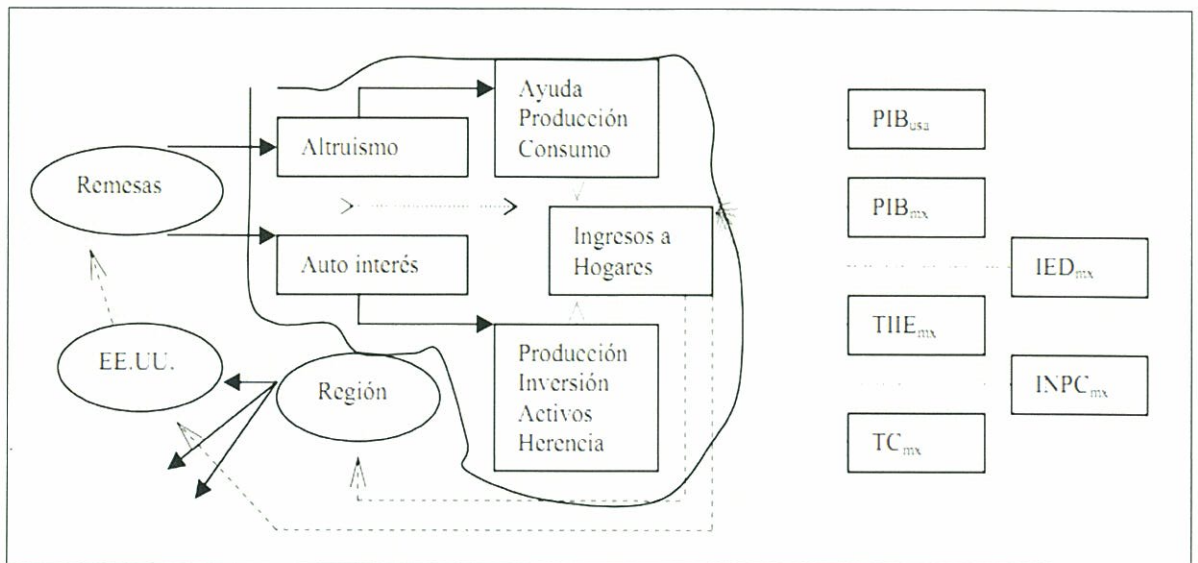 Ayuda
Producción
Consumo
Altruismo
Remesas
Auto interés
Ingresos a
Hogares
EE.UU.
Región
Producción
Inversión
Activos
Herencia
PIBusa
PIBmx
IEDmx
TIIEmx
INPCmx
TCmx